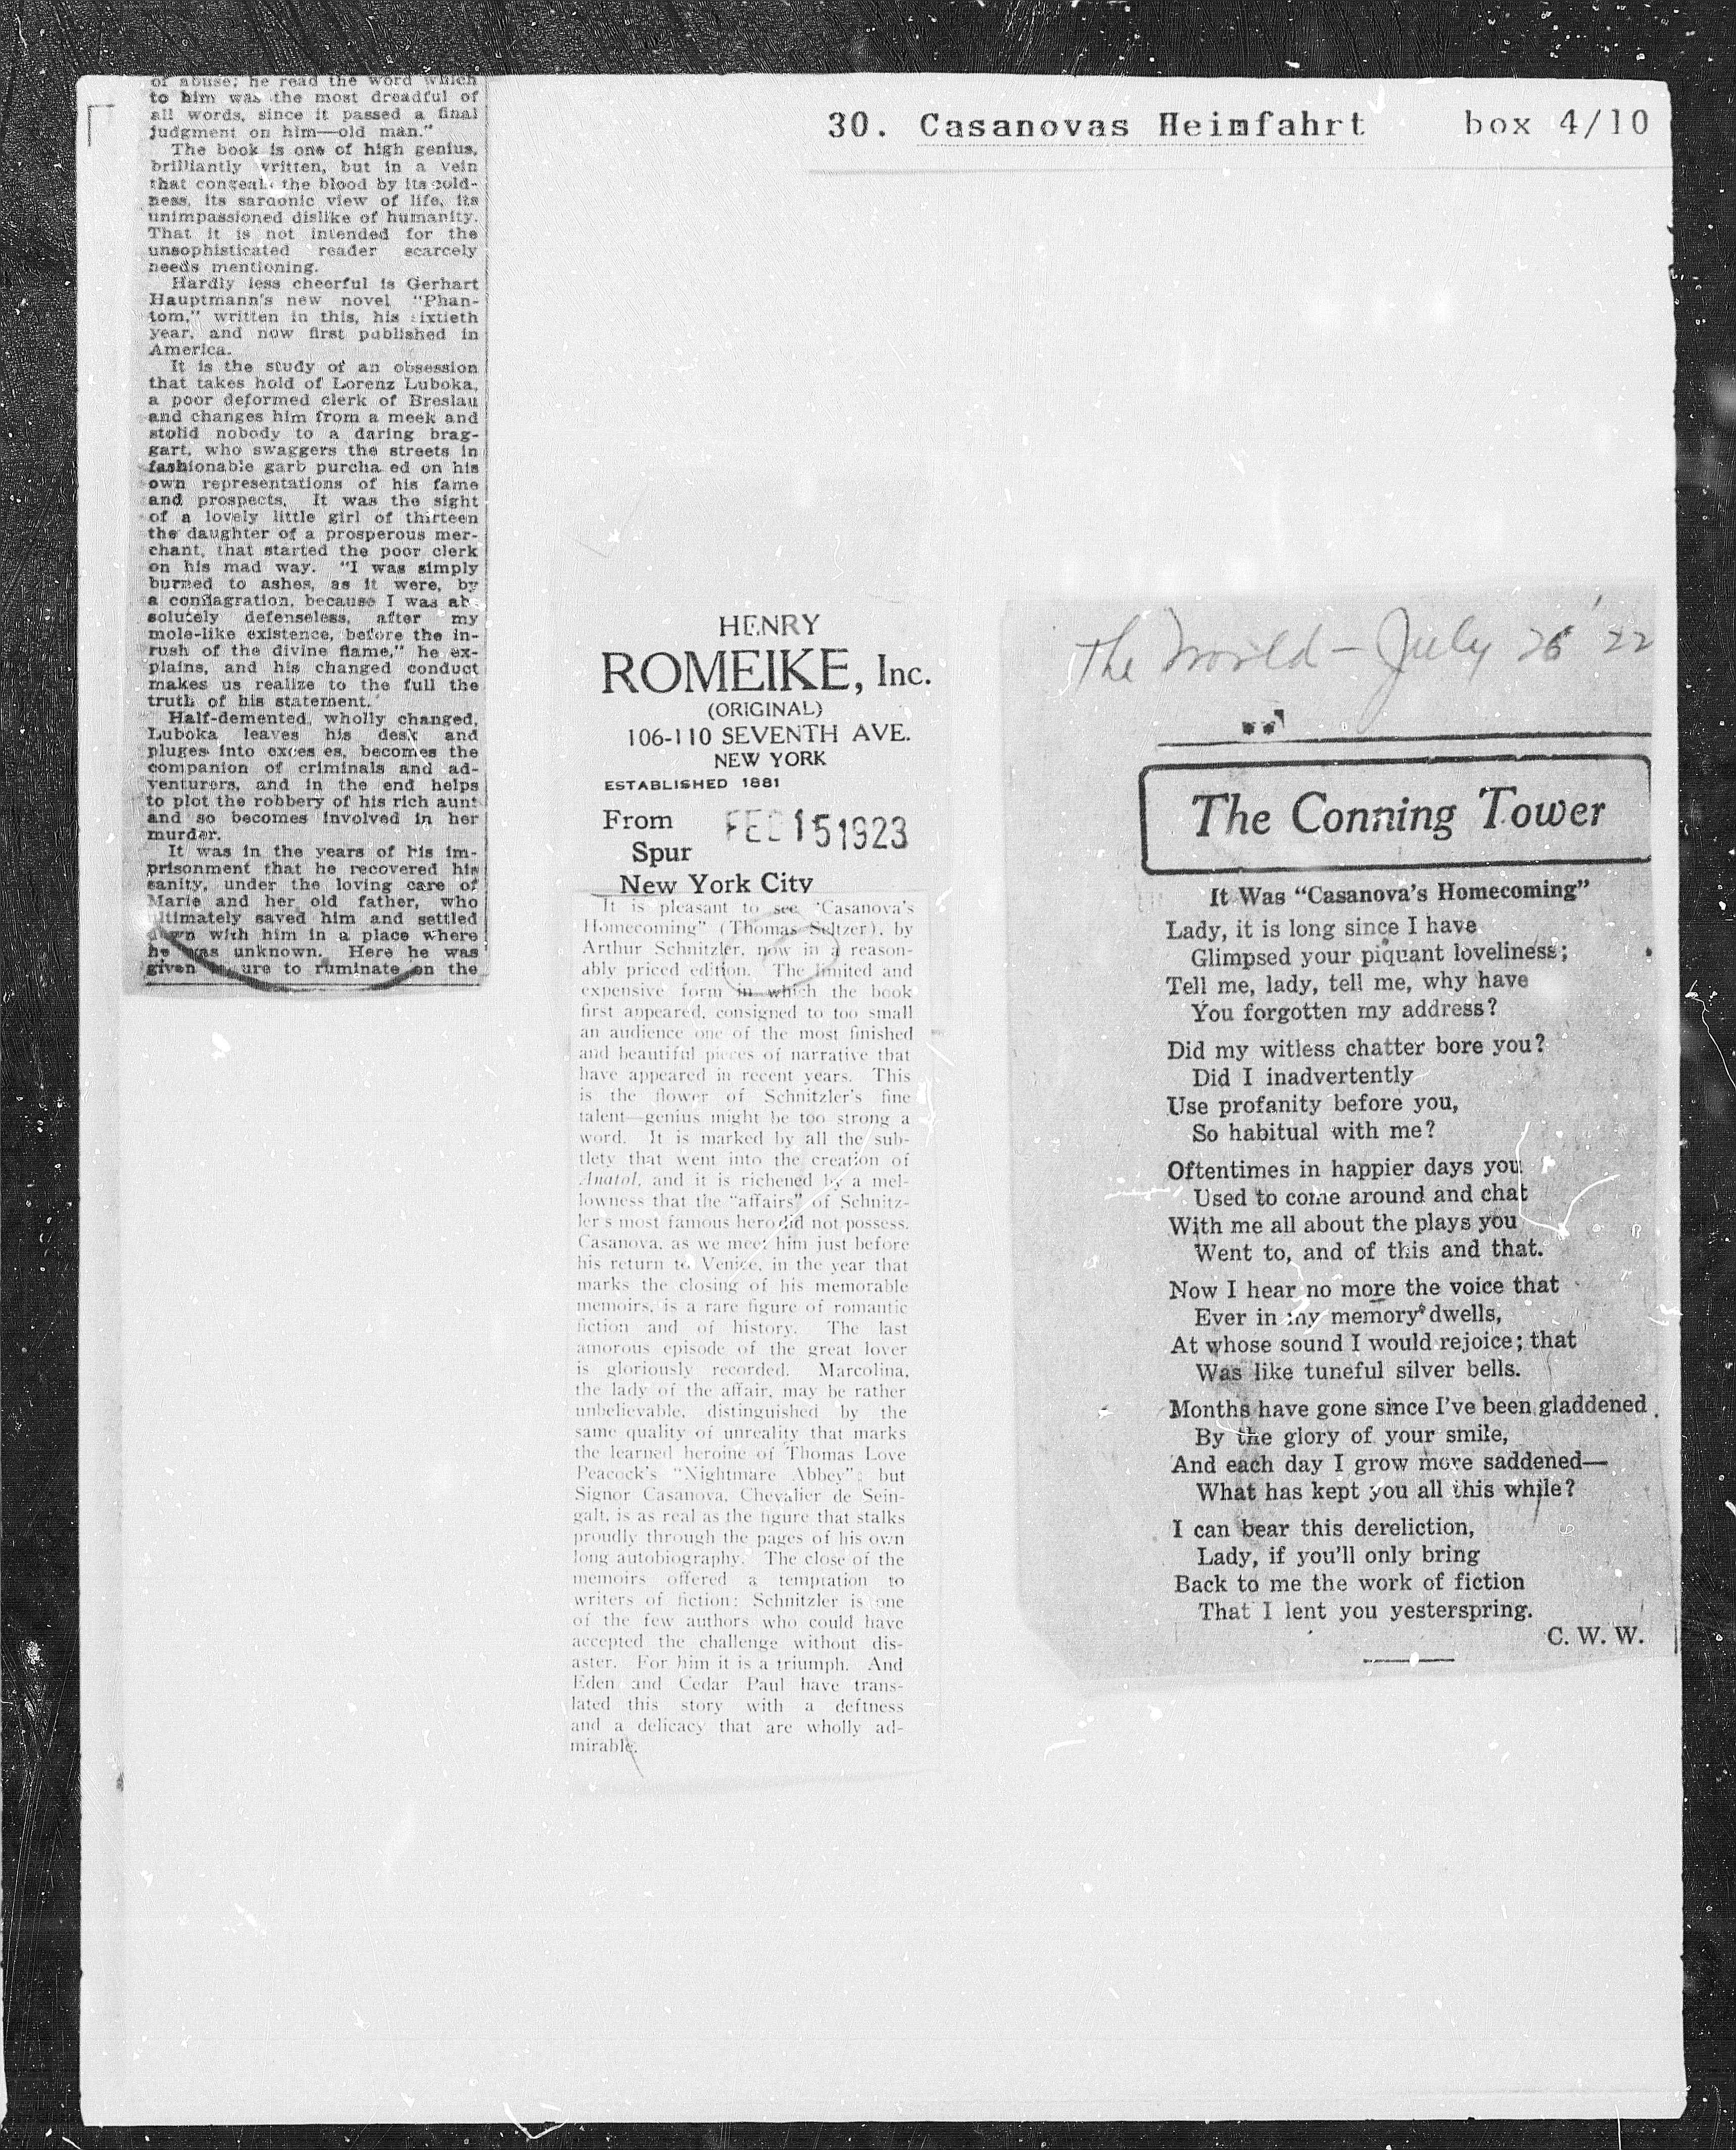 30. Casanovas Heimfahrt box 4/10
of abuse; he read the word which
to him was the most dreadful of
all words, since it passed a final
judgment on him—old man."
The book is one of high genius,
brilliantly written, but in a vein
that congeals the blood by its cold-
ness, its sardonic view of life, its
unimpassioned dislike of humanity.
That it is not intended for the
unsophisticated reader scarcely
needs mentioning.
Hardly less cheerful is Gerhart
Hauptmann's new novel "Phan-
tom," written in this, his sixtieth
year, and now first published in
America.
It is the study of an obsession
that takes hold of Lorenz Luboka,
a poor deformed clerk of Breslau
and changes him from a meek and
stolid nobody to a daring brag-
gart, who swaggers the streets in
fashionable garb purcha ed on his
own representations of his fame
and prospects. It was the sight
of a lovely little girl of thirteen
the daughter of a prosperous mer-
chant, that started the poor clerk
on his mad way. "I was simply
burned to ashes, as it were, by
a conflagration, because I was ab-
solutely defenseless, after my
mole-like existence, before the in-
rush of the divine flame," he ex-
plains, and his changed conduct
makes us realize to the full the
truth of his statement.
Half-demented, wholly changed,
Luboka leaves his desk and
pluges into exces es, becomes the
companion of criminals and ad-
venturers, and in the end helps
to plot the robbery of his rich aunt
and so becomes involved in her
murder.
It was in the years of his im-
prisonment that he recovered his
sanity, under the loving care of
Marie and her old father, who
ultimately saved him and settled
down with him in a place where
he was unknown. Here he was
given ure to ruminate on the
HENRY
ROMEIKE, Inc.
(ORIGINAL)
106-110 SEVENTH AVE.
NEW YORK
ESTABLISHED 1881
From FEB 15 1923
Spur
New York City
It is pleasant to see "Casanova's
Homecoming" (Thomas Seltzer), by
Arthur Schnitzler, now in a reason-
ably priced edition. The limited and
expensive form in which the book
first appeared, consigned to too small
an audience one of the most finished
and beautiful pieces of narrative that
have appeared in recent years. This
is the flower of Schnitzler's fine
talent—genius might be too strong a
word. It is marked by all the sub-
tlety that went into the creation of
Anatol, and it is richened by a mel-
lowness that the "affairs" of Schnitz-
ler's most famous hero did not possess.
Casanova, as we meet him just before
his return to Venice, in the year that
marks the closing of his memorable
memoirs, is a rare figure of romantic
fiction and of history. The last
amorous episode of the great lover
is gloriously recorded. Marcolina,
the lady of the affair, may be rather
unbelievable, distinguished by the
same quality of unreality that marks
the learned heroine of Thomas Love
Peacock's "Nightmare Abbey"; but
Signor Casanova, Chevalier de Sein-
galt, is as real as the figure that stalks
proudly through the pages of his own
long autobiography. The close of the
memoirs offered a temptation to
writers of fiction; Schnitzler is one
of the few authors who could have
accepted the challenge without dis-
aster. For him it is a triumph. And
Eden and Cedar Paul have trans-
lated this story with a deftness
and a delicacy that are wholly ad-
mirable.
The World - July 26 '22
The Conning Tower
It Was "Casanova's Homecoming"
Lady, it is long since I have
Glimpsed your piquant loveliness;
Tell me, lady, tell me, why have
You forgotten my address?
Did my witless chatter bore you?
Did I inadvertently
Use profanity before you,
So habitual with me?
Oftentimes in happier days you
Used to come around and chat
With me all about the plays you
Went to, and of this and that.
Now I hear no more the voice that
Ever in my memory dwells,
At whose sound I would rejoice; that
Was like tuneful silver bells.
Months have gone since I've been gladdened
By the glory of your smile,
And each day I grow more saddened—
What has kept you all this while?
I can bear this dereliction,
Lady, if you'll only bring
Back to me the work of fiction
That I lent you yesterspring.
C. W. W.